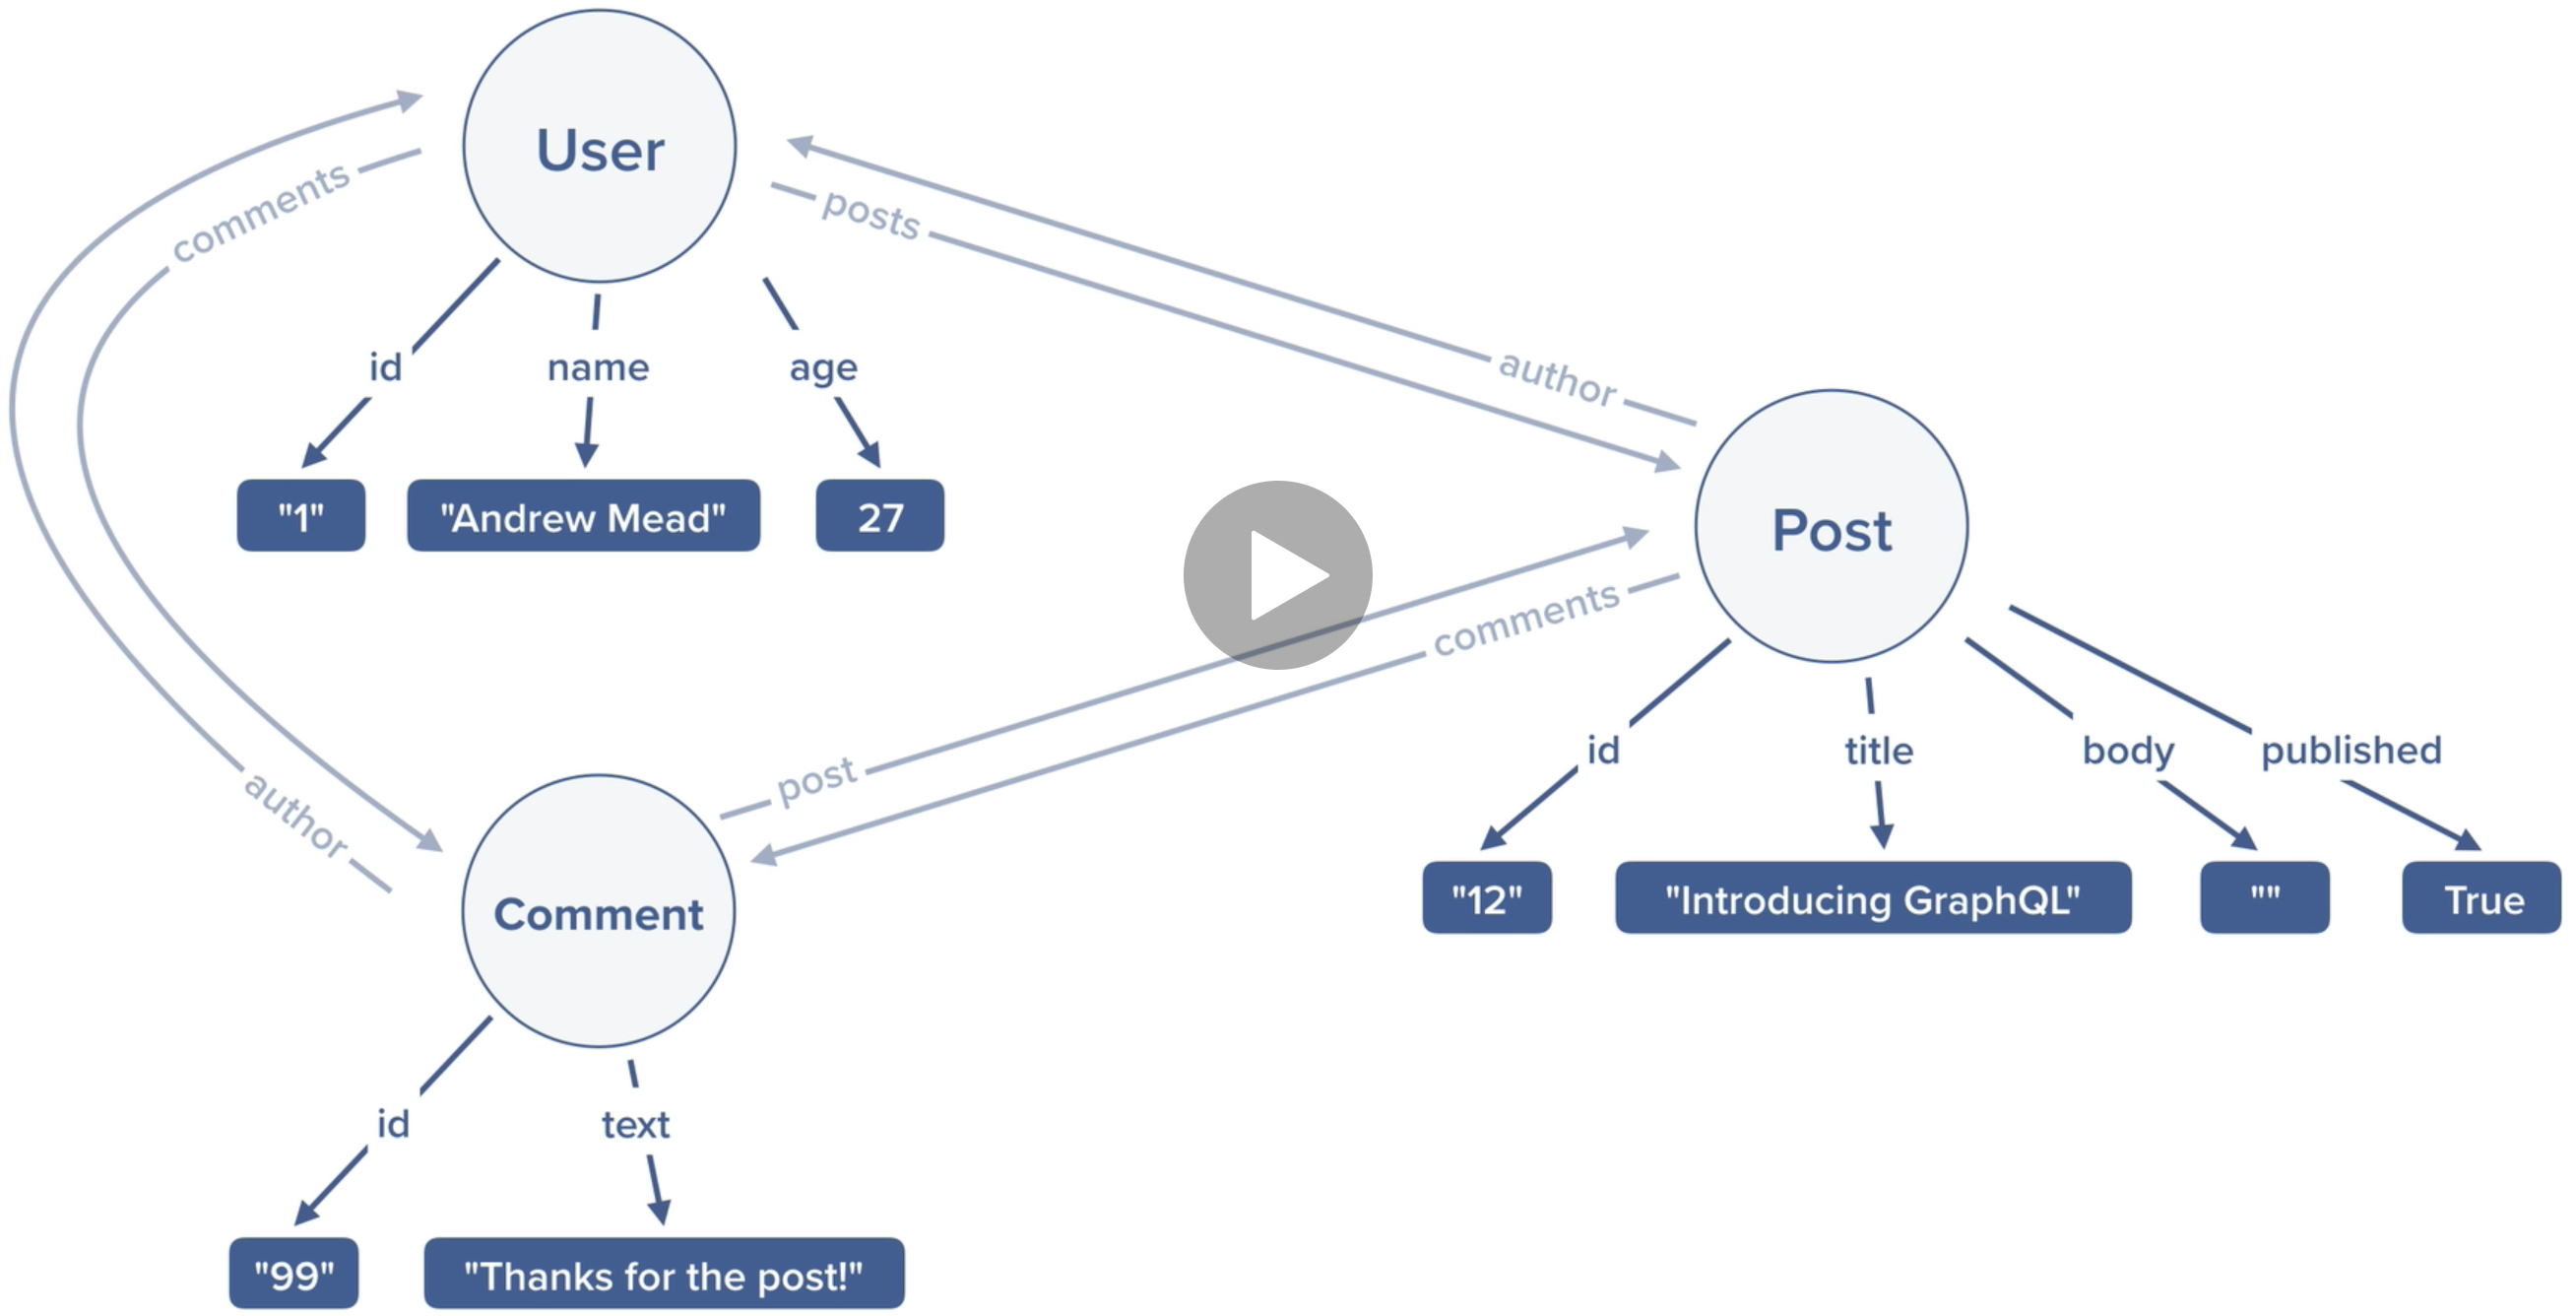 User
comments
posts
id
name
age
author
"1"
"Andrew Mead"
27
Post
comments
post
author
id
title
body
published
Comment
"12"
"Introducing GraphQL"
""
True
id
text
"99"
"Thanks for the post!"